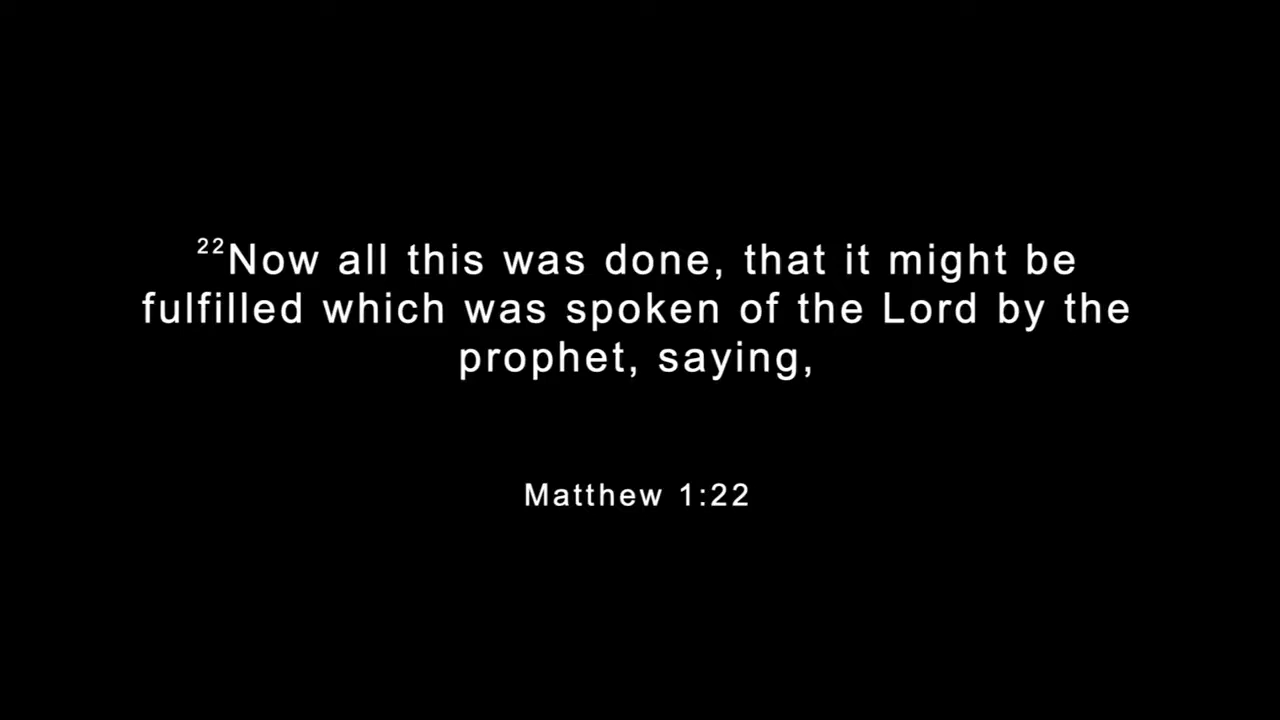 ²²Now all this was done, that it might be
fulfilled which was spoken of the Lord by the
prophet, saying,
Matthew 1:22